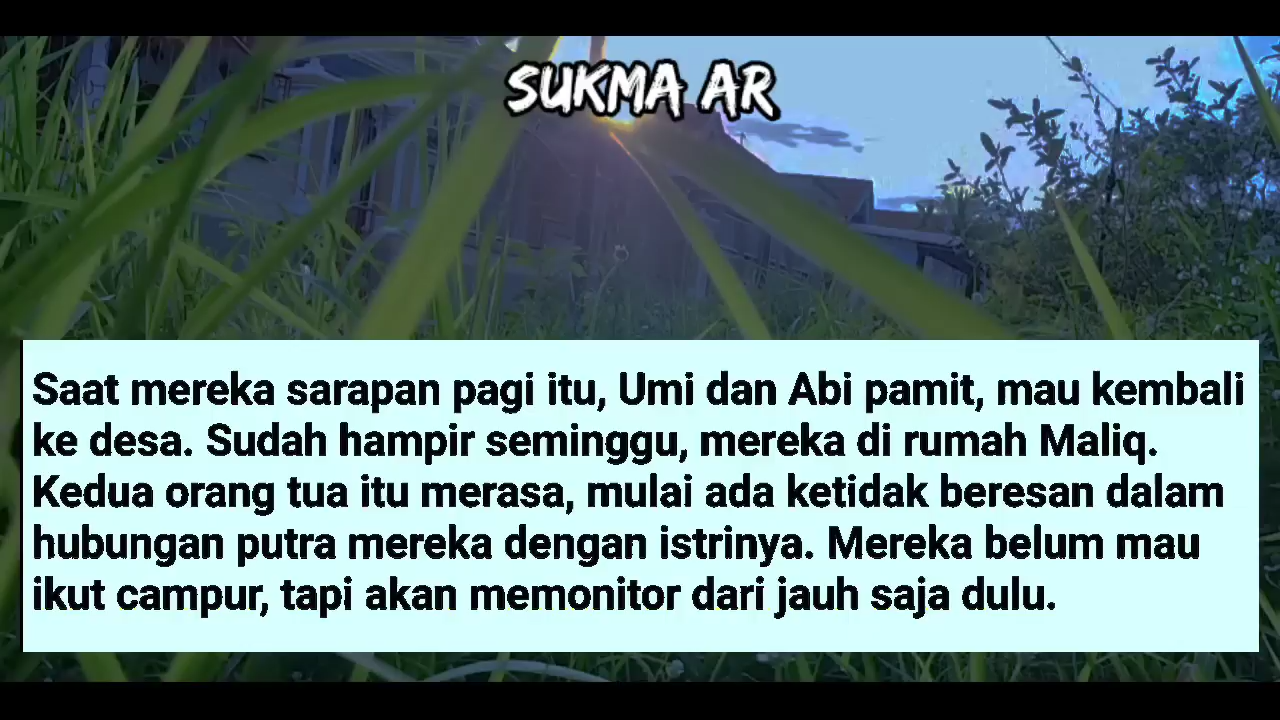 SUKMA AR
Saat mereka sarapan pagi itu, Umi dan Abi pamit, mau kembali
ke desa. Sudah hampir seminggu, mereka di rumah Maliq.
Kedua orang tua itu merasa, mulai ada ketidak beresan dalam
hubungan putra mereka dengan istrinya. Mereka belum mau
ikut campur, tapi akan memonitor dari jauh saja dulu.